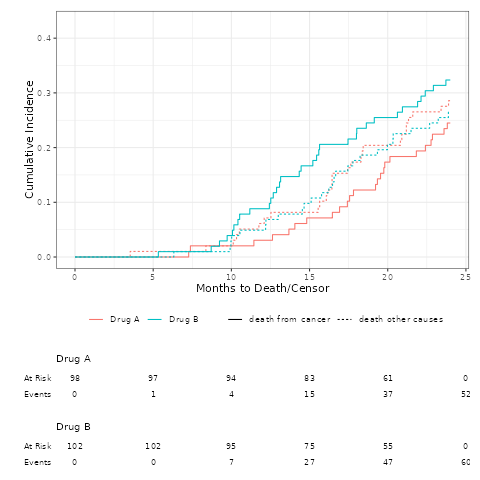 Cumulative Incidence
0.4
0.3
0.2
0.1
0.0
0 5 10 15 20 25
Months to Death/Censor
Drug A Drug B death from cancer death other causes
Drug A
At Risk 98 97 94 83 61 0
Events 0 1 4 15 37 52
Drug B
At Risk 102 102 95 75 55 0
Events 0 0 7 27 47 60